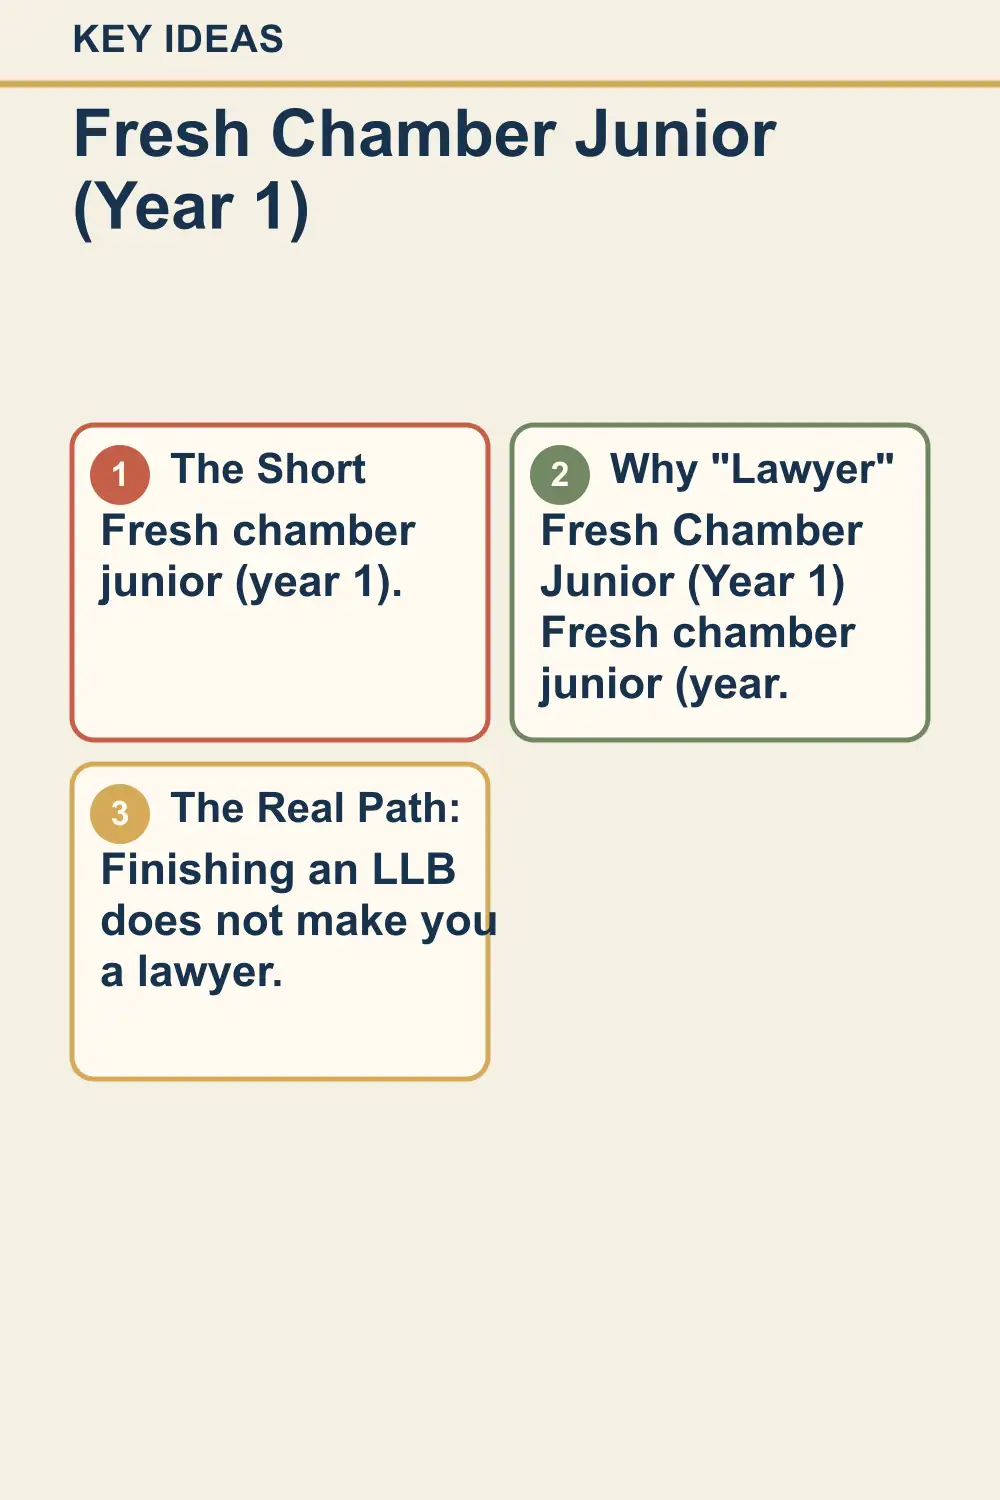 KEY IDEAS
Fresh Chamber Junior
(Year 1)
1 The Short
Fresh chamber
junior (year 1).
2 Why "Lawyer"
Fresh Chamber
Junior (Year 1)
Fresh chamber
junior (year.
3 The Real Path:
Finishing an LLB
does not make you
a lawyer.